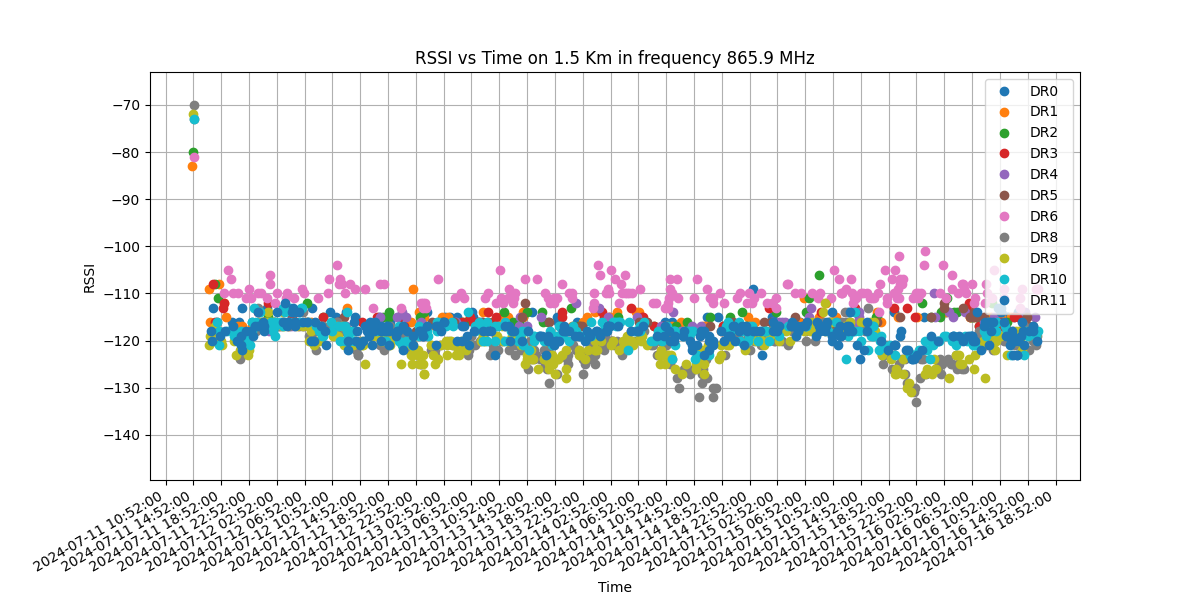 RSSI vs Time on 1.5 Km in frequency 865.9 MHz
RSSI
−70
−80
−90
−100
−110
−120
−130
−140
DR0
DR1
DR2
DR3
DR4
DR5
DR6
DR8
DR9
DR10
DR11
2024-07-11 10:52:00
2024-07-11 14:52:00
2024-07-11 18:52:00
2024-07-11 22:52:00
2024-07-12 02:52:00
2024-07-12 06:52:00
2024-07-12 10:52:00
2024-07-12 14:52:00
2024-07-12 18:52:00
2024-07-12 22:52:00
2024-07-13 02:52:00
2024-07-13 06:52:00
2024-07-13 10:52:00
2024-07-13 14:52:00
2024-07-13 18:52:00
2024-07-13 22:52:00
2024-07-14 02:52:00
2024-07-14 06:52:00
2024-07-14 10:52:00
2024-07-14 14:52:00
2024-07-14 18:52:00
2024-07-14 22:52:00
2024-07-15 02:52:00
2024-07-15 06:52:00
2024-07-15 10:52:00
2024-07-15 14:52:00
2024-07-15 18:52:00
2024-07-15 22:52:00
2024-07-16 02:52:00
2024-07-16 06:52:00
2024-07-16 10:52:00
2024-07-16 14:52:00
2024-07-16 18:52:00
Time